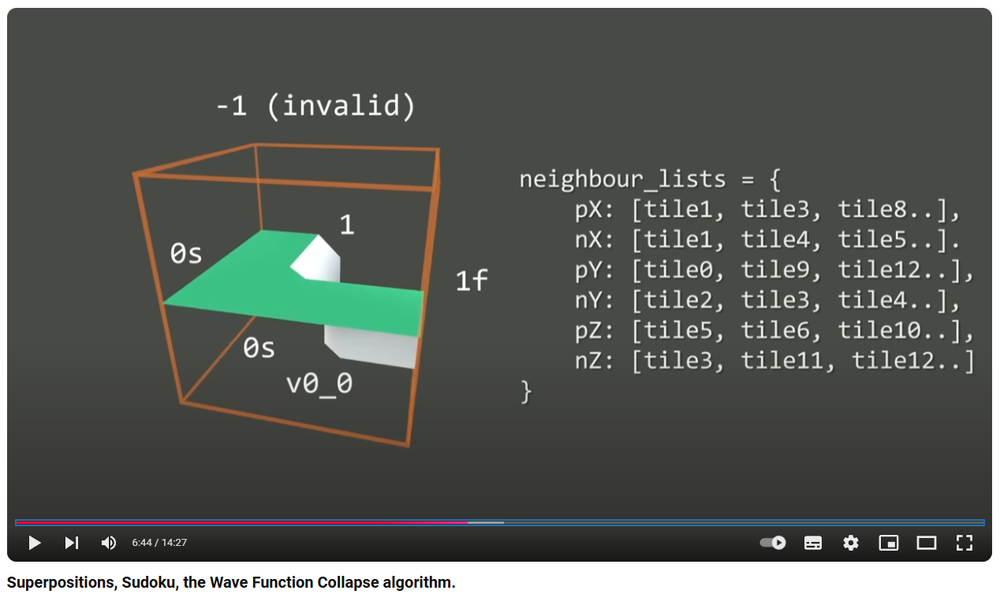 -1 (invalid)
1
0s
1f
0s
v0_0
neighbour_lists = {
pX: [tile1, tile3, tile8..],
nX: [tile1, tile4, tile5..].
pY: [tile0, tile9, tile12..],
nY: [tile2, tile3, tile4..],
pZ: [tile5, tile6, tile10..],
nZ: [tile3, tile11, tile12..]
}
6:44 / 14:27
Superpositions, Sudoku, the Wave Function Collapse algorithm.